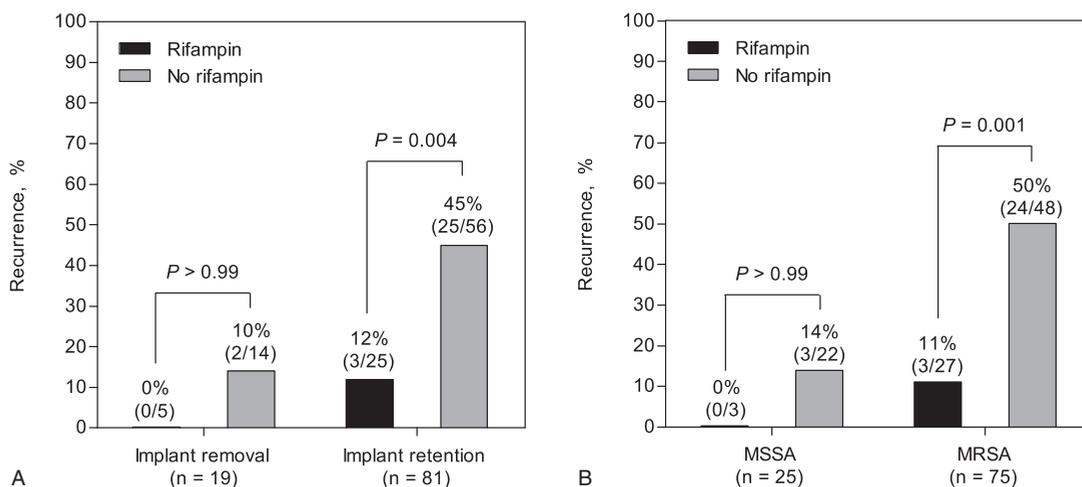 100
90
80
70
60
50
40
30
20
10
0
Recurrence, %
Rifampin
No rifampin
P > 0.99
0%
(0/5)
10%
(2/14)
P = 0.004
12%
(3/25)
45%
(25/56)
Implant removal
(n = 19)
Implant retention
(n = 81)
A
100
90
80
70
60
50
40
30
20
10
0
Recurrence, %
Rifampin
No rifampin
P > 0.99
0%
(0/3)
14%
(3/22)
P = 0.001
11%
(3/27)
50%
(24/48)
MSSA
(n = 25)
MRSA
(n = 75)
B